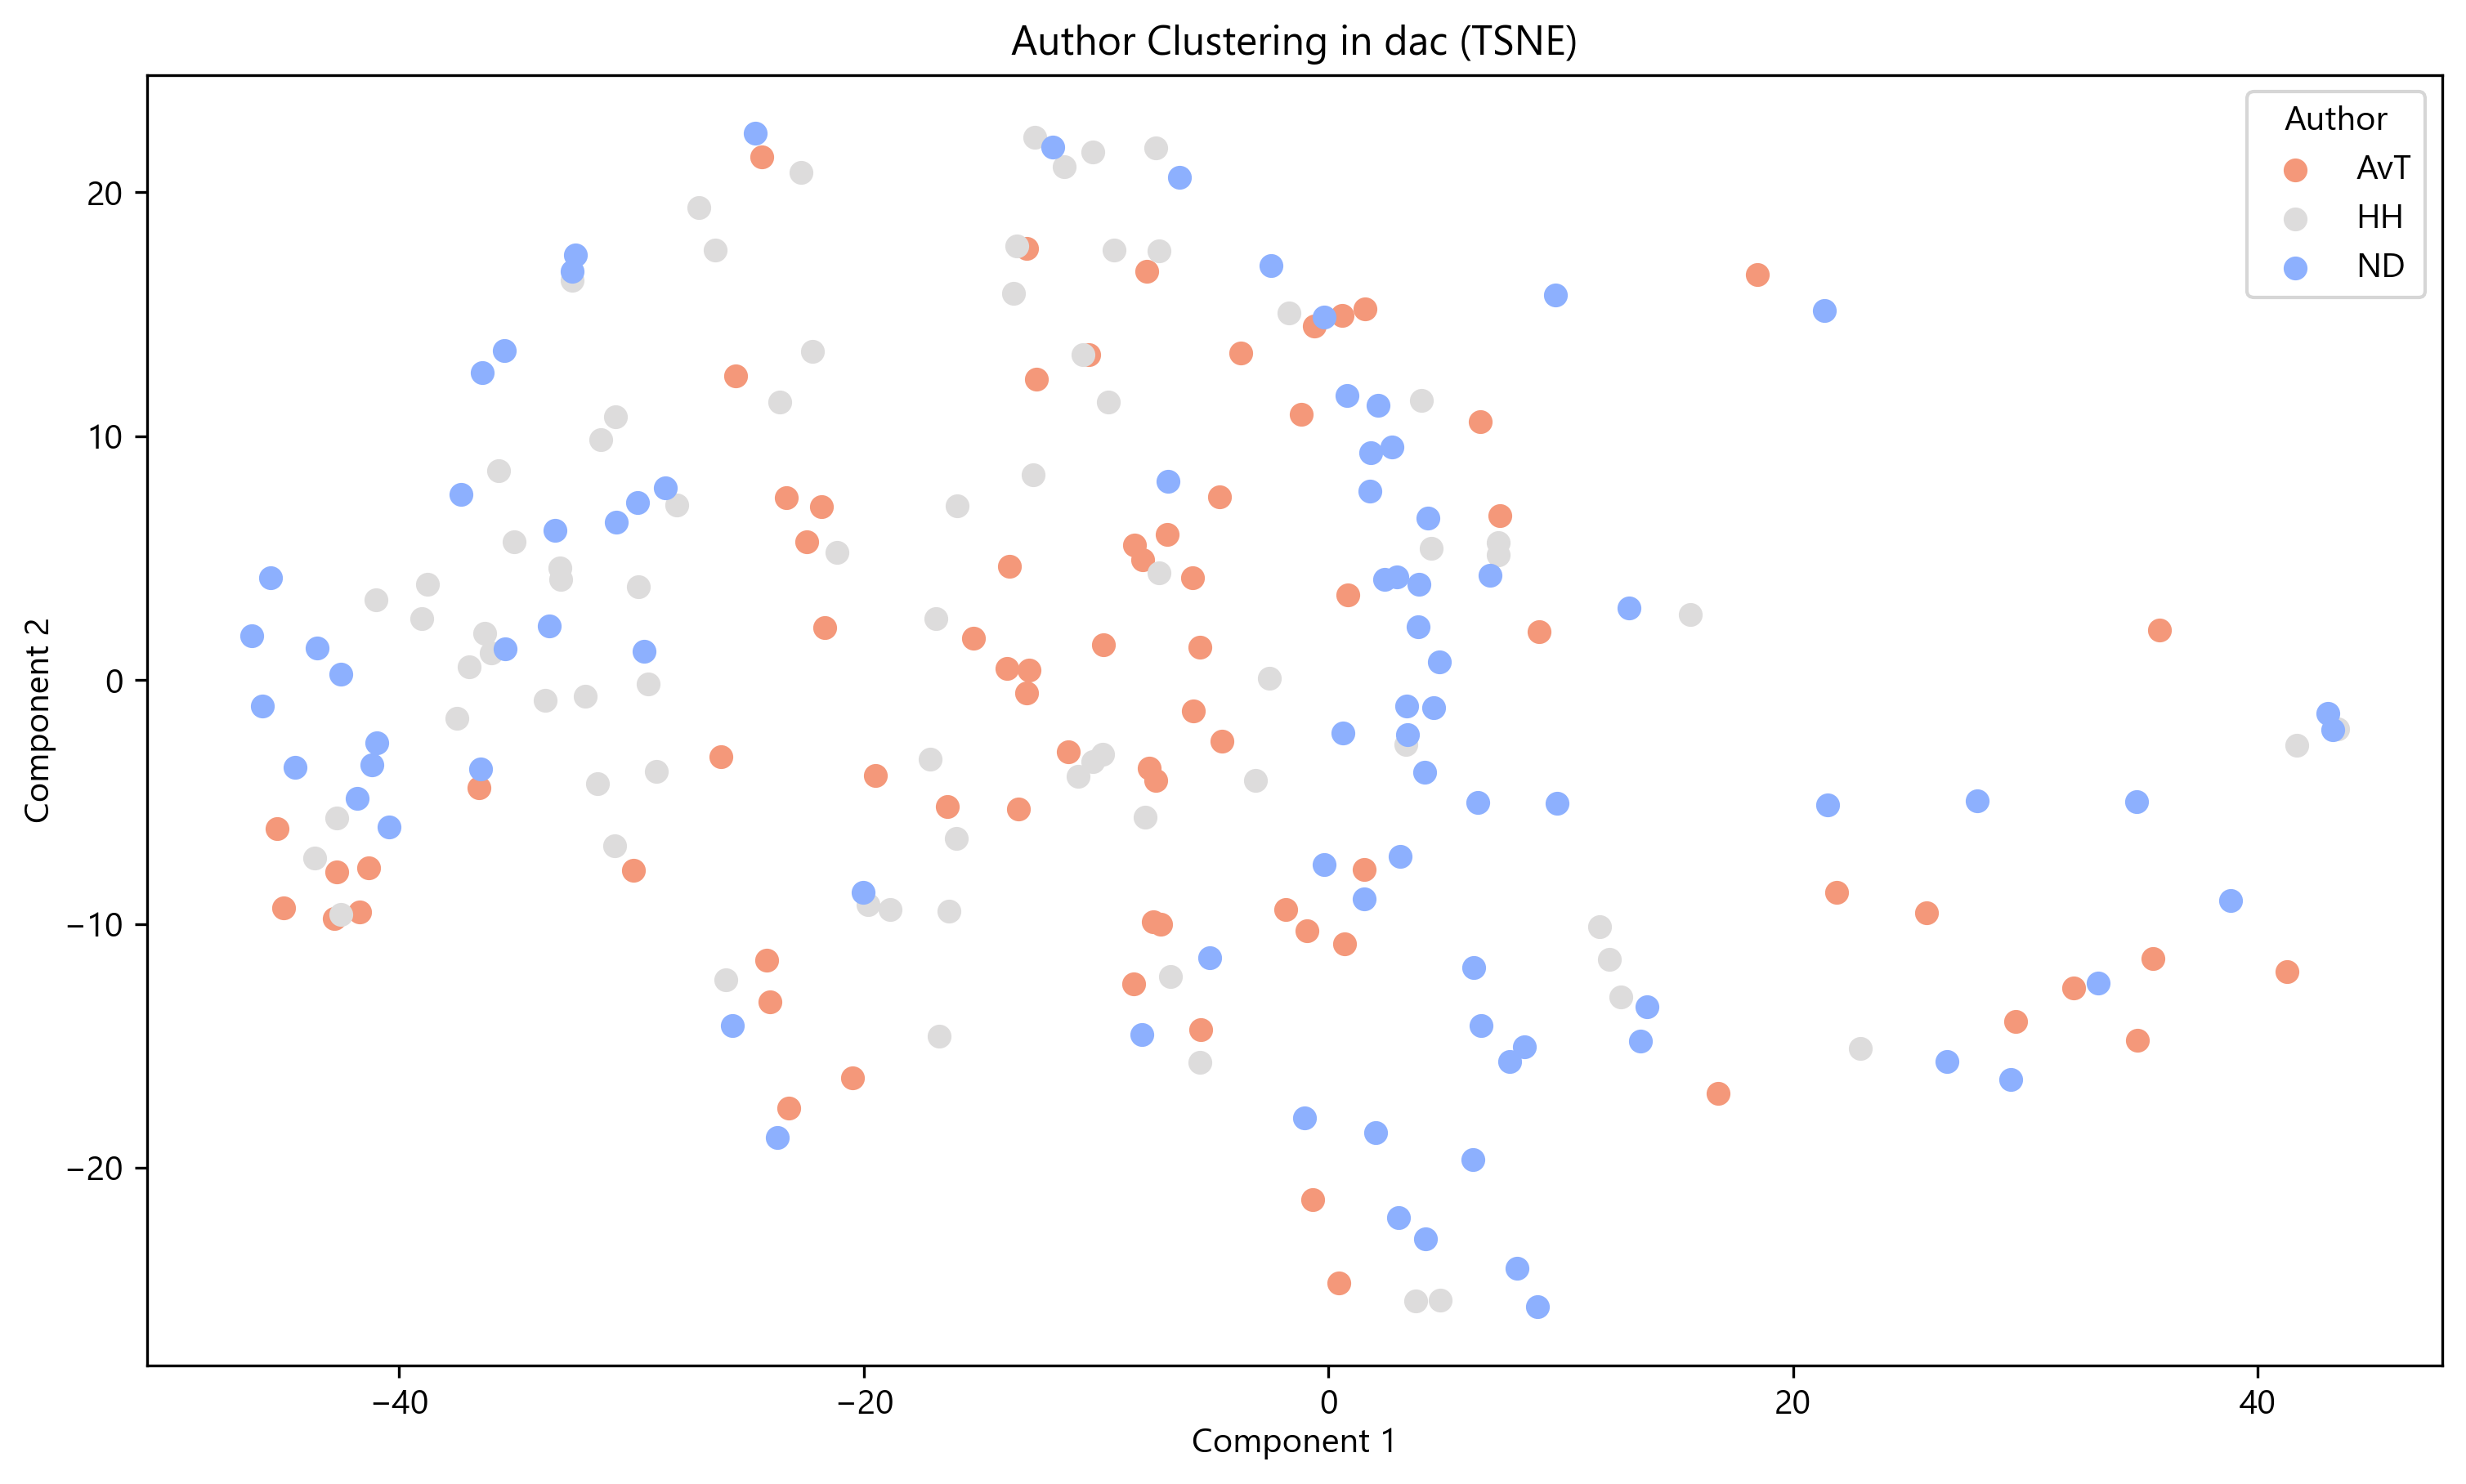 Author Clustering in dac (TSNE)
Author
AvT
HH
ND
Component 2
20
10
0
−10
−20
−40
−20
0
20
40
Component 1